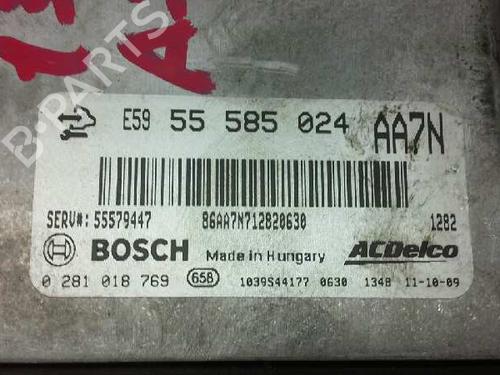 E59 55 585 024 AA7N
SERV#: 55579447 86AA7N712820630 1282
BOSCH Made in Hungary ACDelco
0 281 018 769 658 1039S44177 0630 1348 11-10-09
B-PARTS